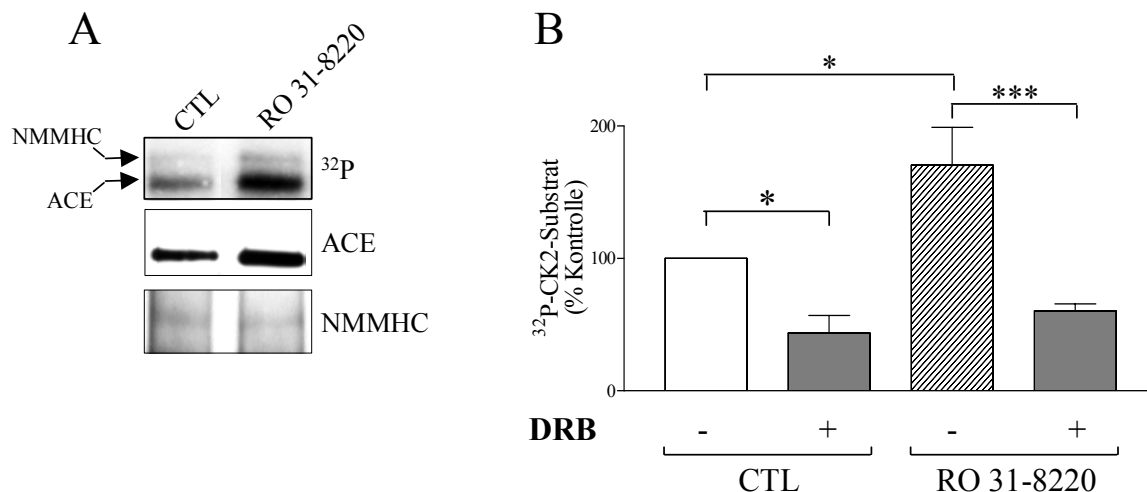 A
CTL
RO 31-8220
NMMHC
ACE
³²P
ACE
NMMHC
B
*
*
***
200
100
0
³²P-CK2-Substrat
(% Kontrolle)
DRB - + - +
CTL RO 31-8220